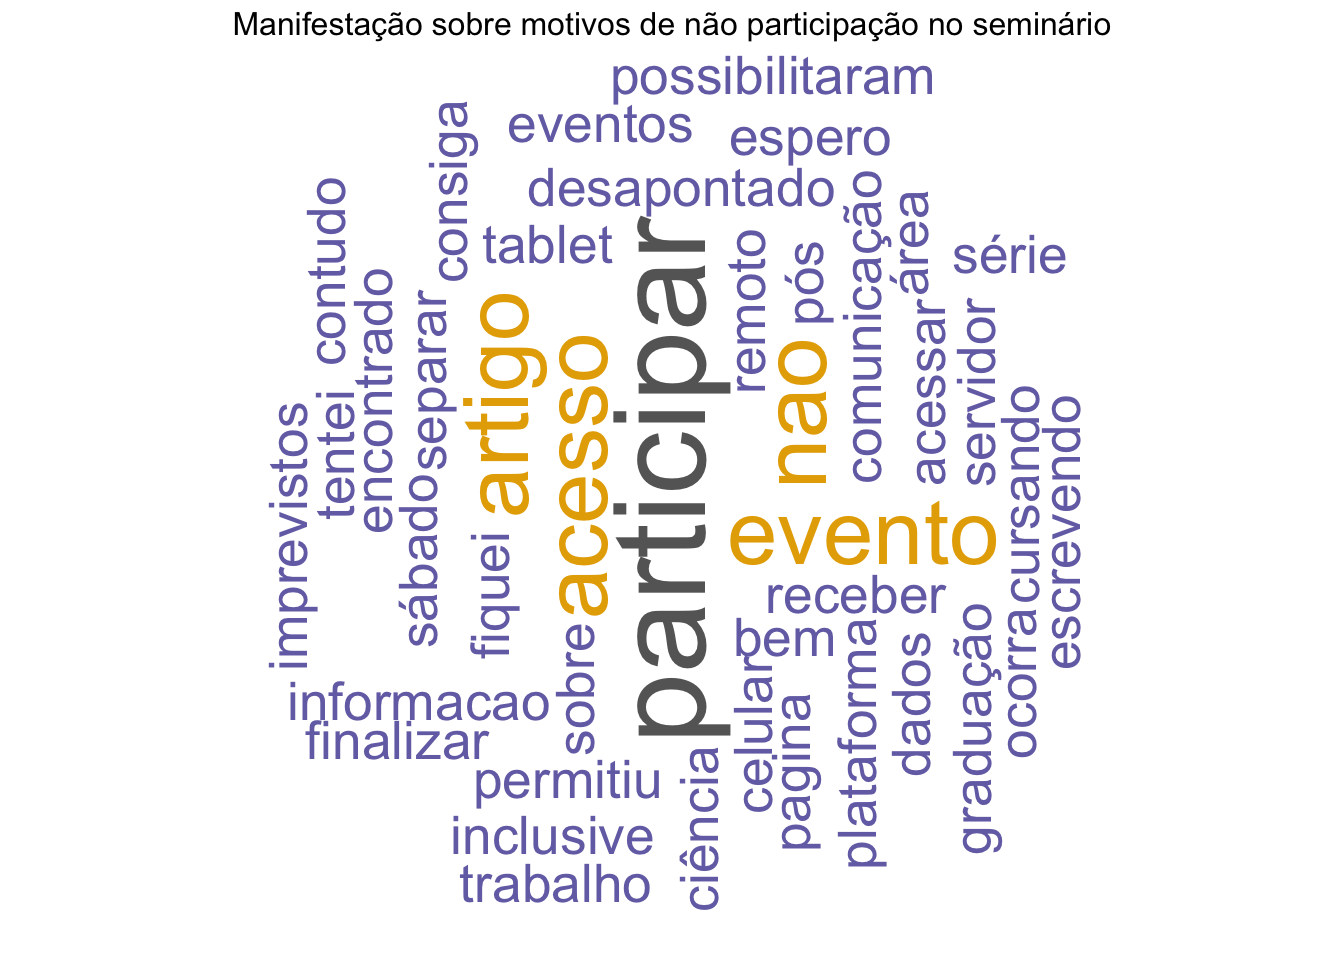 Manifestação sobre motivos de não participação no seminário
possibilitaram
eventos
espero
consiga
desapontado
comunicação
contudo
área
tablet
remoto
pós
série
participar
encontrado
separar
artigo
acesso
nao
acessar
servidor
tentei
imprevistos
cursando
escrevendo
sábado
evento
fiquei
receber
bem
sobre
plataforma
dados
graduação
ocorra
informacao
celular
finalizar
pagina
permitiu
ciência
inclusive
trabalho